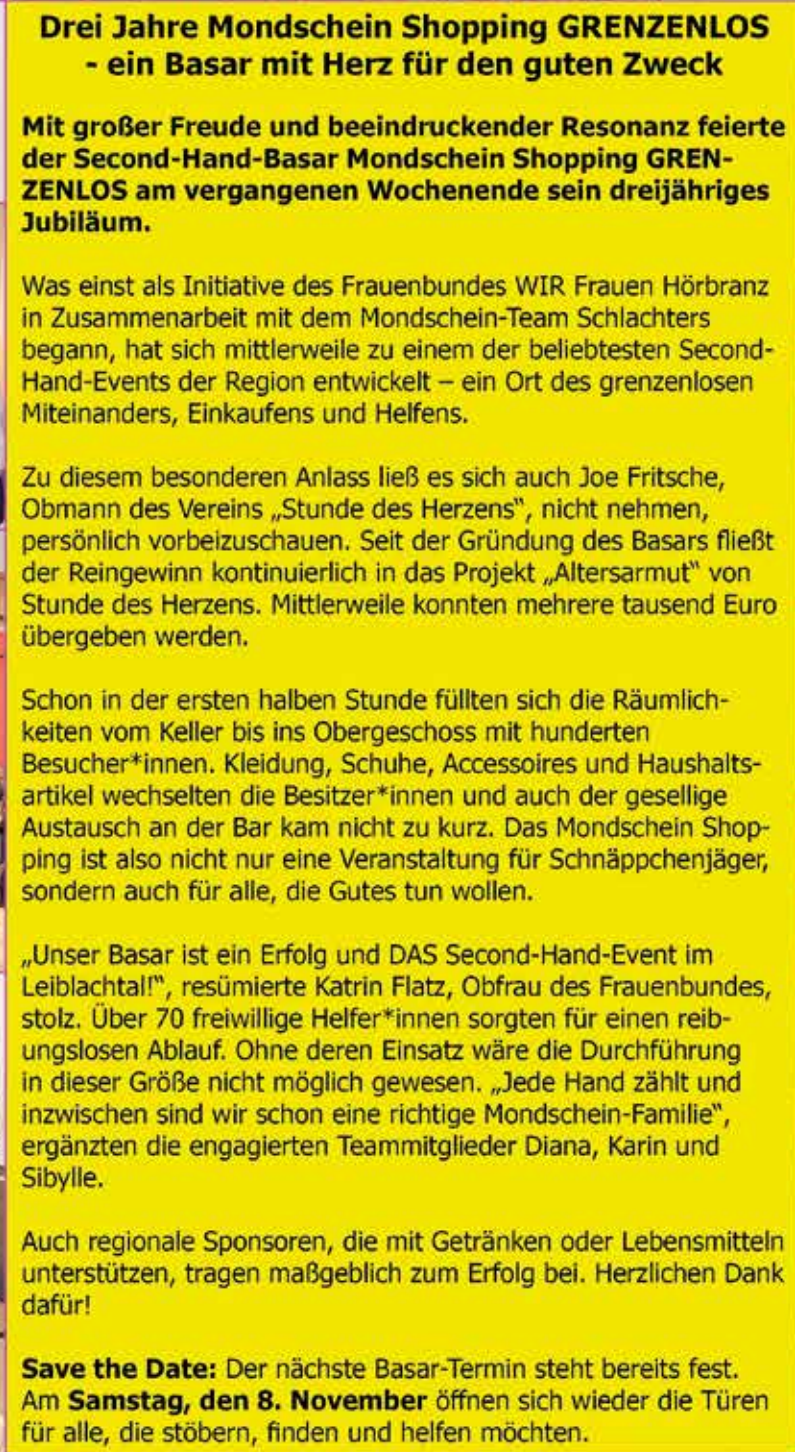 Drei Jahre Mondschein Shopping GRENZENLOS
- ein Basar mit Herz für den guten Zweck
Mit großer Freude und beeindruckender Resonanz feierte
der Second-Hand-Basar Mondschein Shopping GREN-
ZENLOS am vergangenen Wochenende sein dreijähriges
Jubiläum.
Was einst als Initiative des Frauenbundes WIR Frauen Hörbranz
in Zusammenarbeit mit dem Mondschein-Team Schlachters
begann, hat sich mittlerweile zu einem der beliebtesten Second-
Hand-Events der Region entwickelt – ein Ort des grenzenlosen
Miteinanders, Einkaufens und Helfens.
Zu diesem besonderen Anlass ließ es sich auch Joe Fritsche,
Obmann des Vereins „Stunde des Herzens“, nicht nehmen,
persönlich vorbeizuschauen. Seit der Gründung des Basars fließt
der Reingewinn kontinuierlich in das Projekt „Altersarmut“ von
Stunde des Herzens. Mittlerweile konnten mehrere tausend Euro
übergeben werden.
Schon in der ersten halben Stunde füllten sich die Räumlich-
keiten vom Keller bis ins Obergeschoss mit hunderten
Besucher*innen. Kleidung, Schuhe, Accessoires und Haushalts-
artikel wechselten die Besitzer*innen und auch der gesellige
Austausch an der Bar kam nicht zu kurz. Das Mondschein Shop-
ping ist also nicht nur eine Veranstaltung für Schnäppchenjäger,
sondern auch für alle, die Gutes tun wollen.
„Unser Basar ist ein Erfolg und DAS Second-Hand-Event im
Leiblachtal!“, resümierte Katrin Flatz, Obfrau des Frauenbundes,
stolz. Über 70 freiwillige Helfer*innen sorgten für einen reib-
ungslosen Ablauf. Ohne deren Einsatz wäre die Durchführung
in dieser Größe nicht möglich gewesen. „Jede Hand zählt und
inzwischen sind wir schon eine richtige Mondschein-Familie“,
ergänzten die engagierten Teammitglieder Diana, Karin und
Sibylle.
Auch regionale Sponsoren, die mit Getränken oder Lebensmitteln
unterstützen, tragen maßgeblich zum Erfolg bei. Herzlichen Dank
dafür!
Save the Date: Der nächste Basar-Termin steht bereits fest.
Am Samstag, den 8. November öffnen sich wieder die Türen
für alle, die stöbern, finden und helfen möchten.